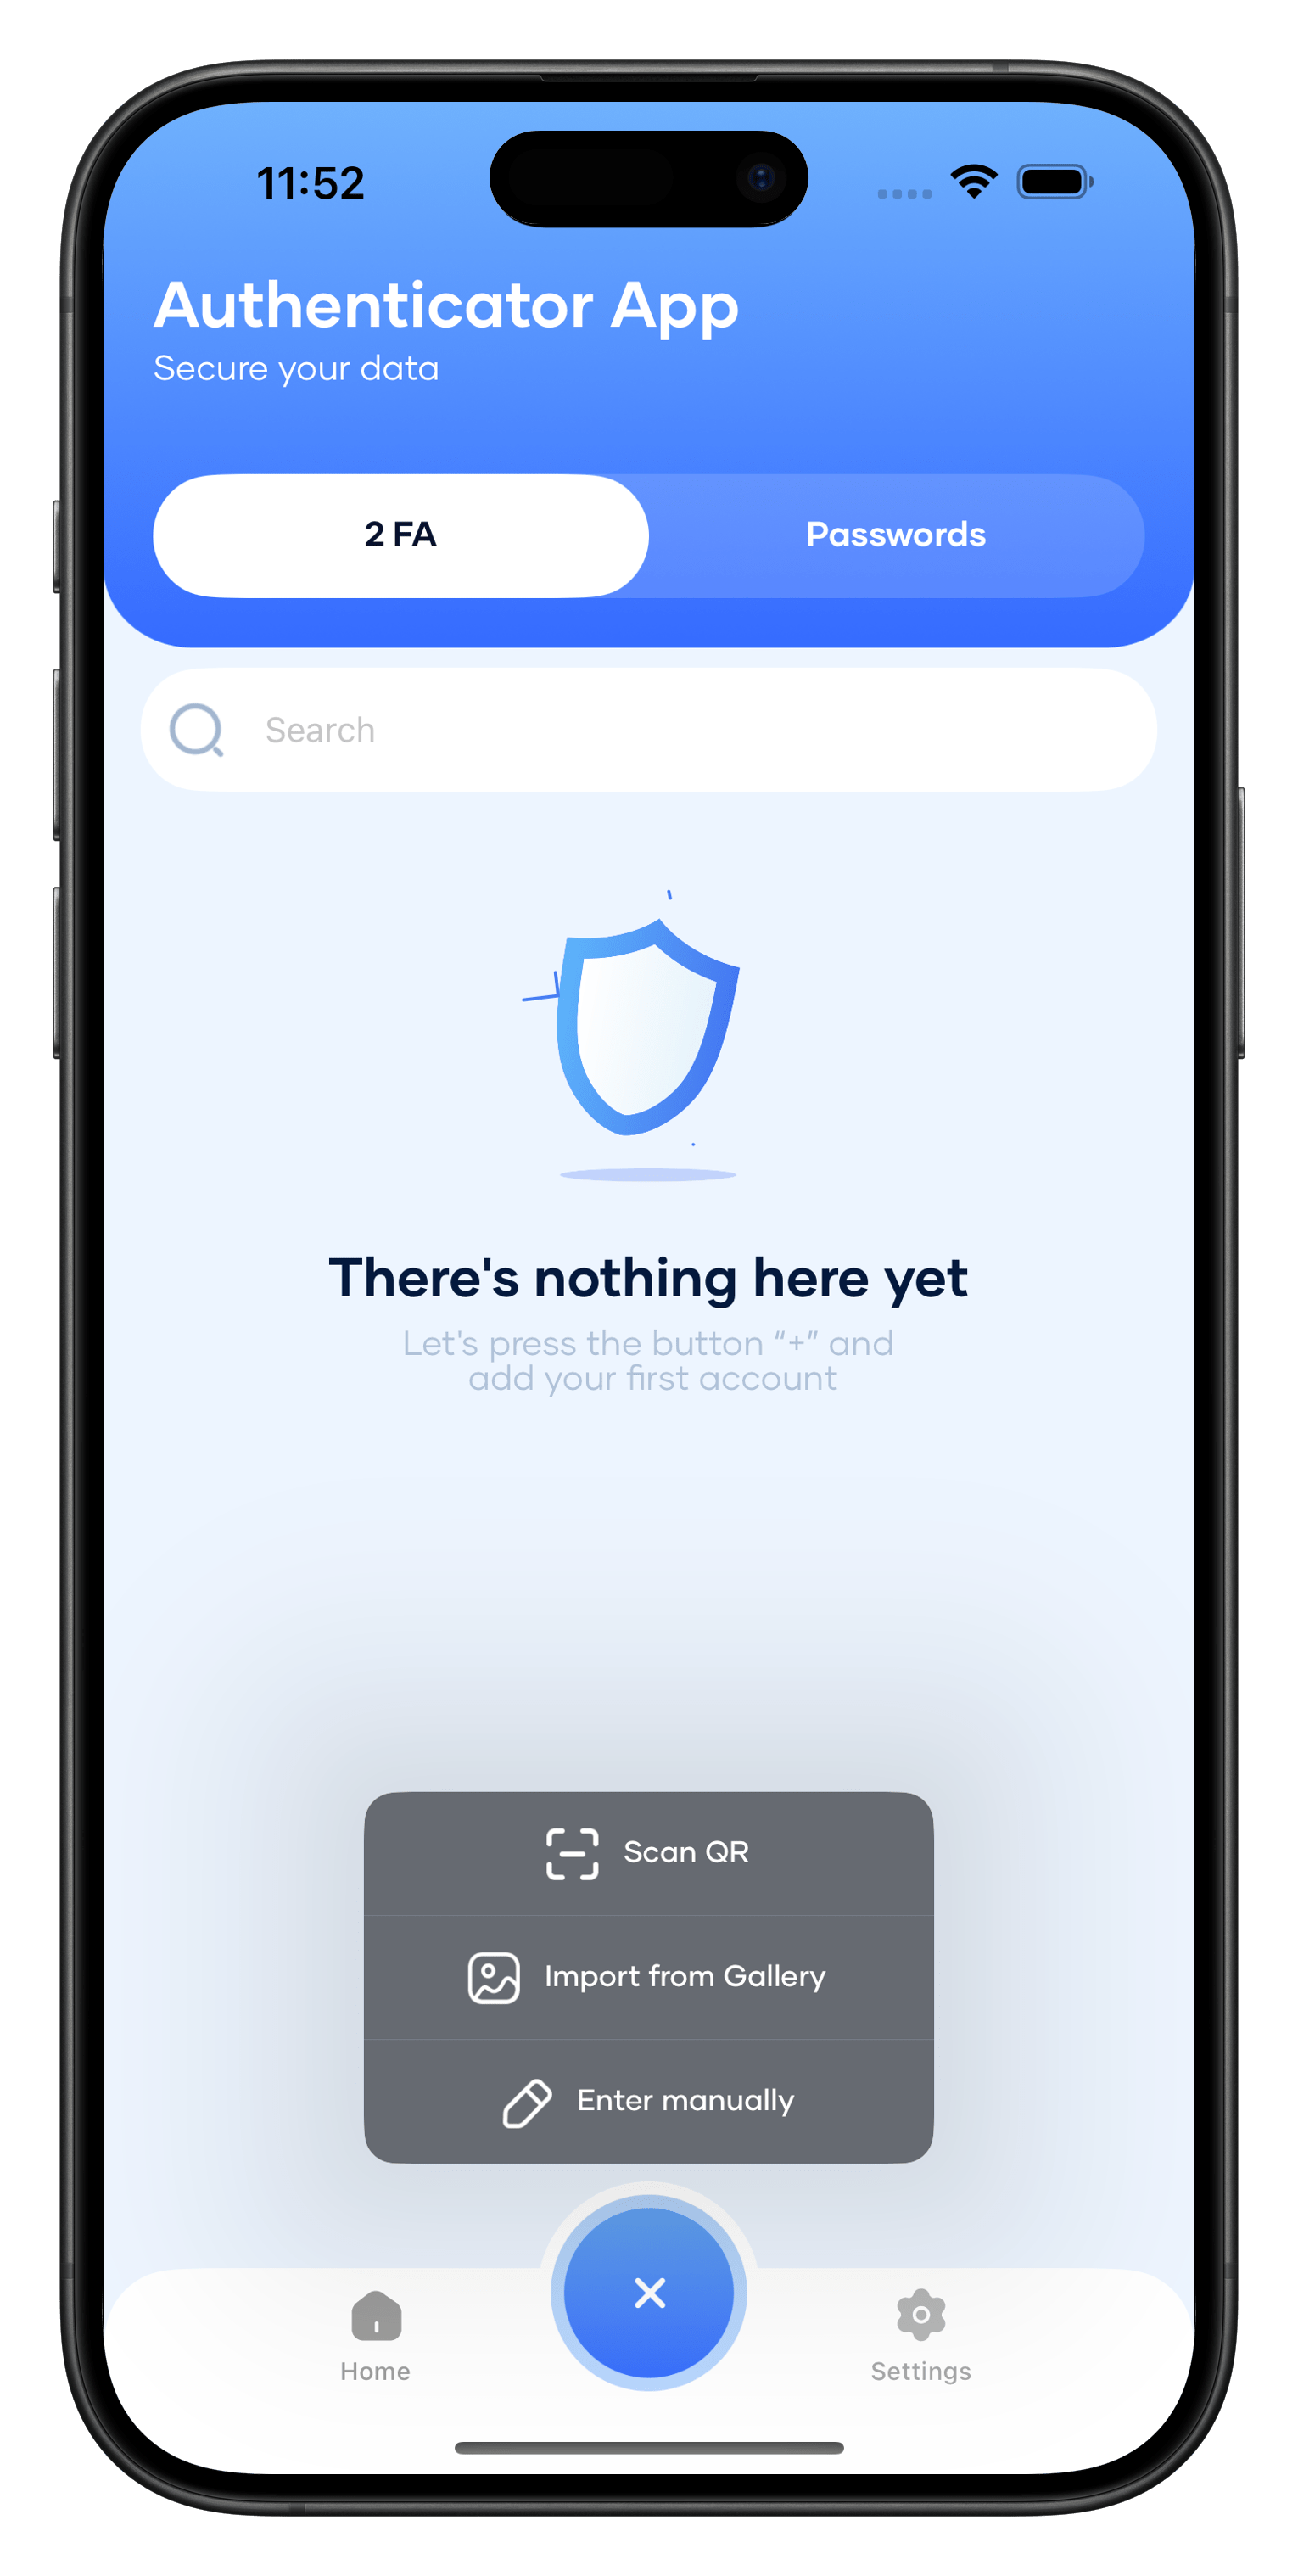 11:52
Authenticator App
Secure your data
2 FA
Passwords
Search
There's nothing here yet
Let's press the button “+” and
add your first account
Scan QR
Import from Gallery
Enter manually
Home
Settings